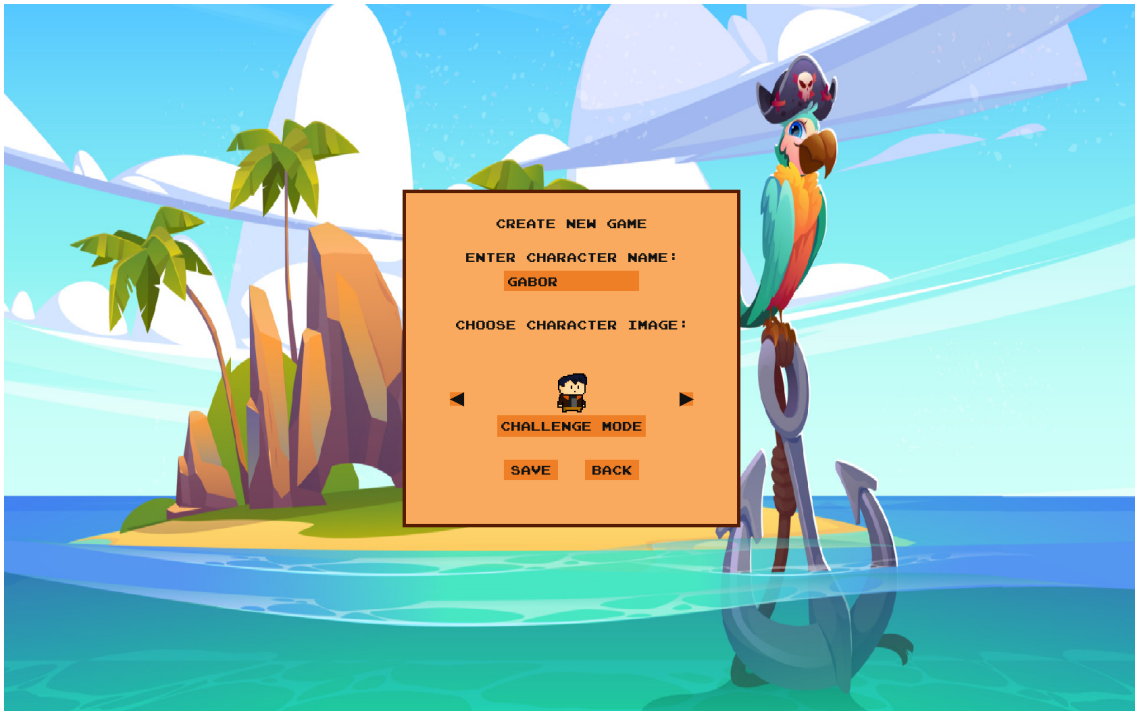 CREATE NEW GAME
ENTER CHARACTER NAME:
GABOR
CHOOSE CHARACTER IMAGE:
CHALLENGE MODE
SAVE BACK